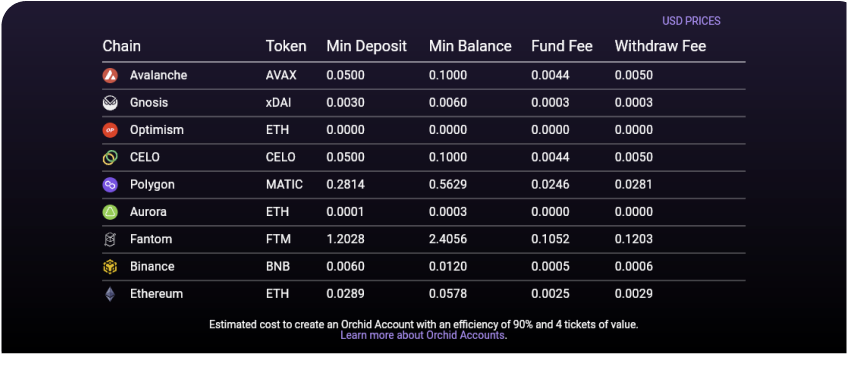 USD PRICES
Chain Token Min Deposit Min Balance Fund Fee Withdraw Fee
Avalanche AVAX 0.0500 0.1000 0.0044 0.0050
Gnosis xDAI 0.0030 0.0060 0.0003 0.0003
OP Optimism ETH 0.0000 0.0000 0.0000 0.0000
CELO CELO 0.0500 0.1000 0.0044 0.0050
Polygon MATIC 0.2814 0.5629 0.0246 0.0281
Aurora ETH 0.0001 0.0003 0.0000 0.0000
Fantom FTM 1.2028 2.4056 0.1052 0.1203
Binance BNB 0.0060 0.0120 0.0005 0.0006
Ethereum ETH 0.0289 0.0578 0.0025 0.0029
Estimated cost to create an Orchid Account with an efficiency of 90% and 4 tickets of value.
Learn more about Orchid Accounts.